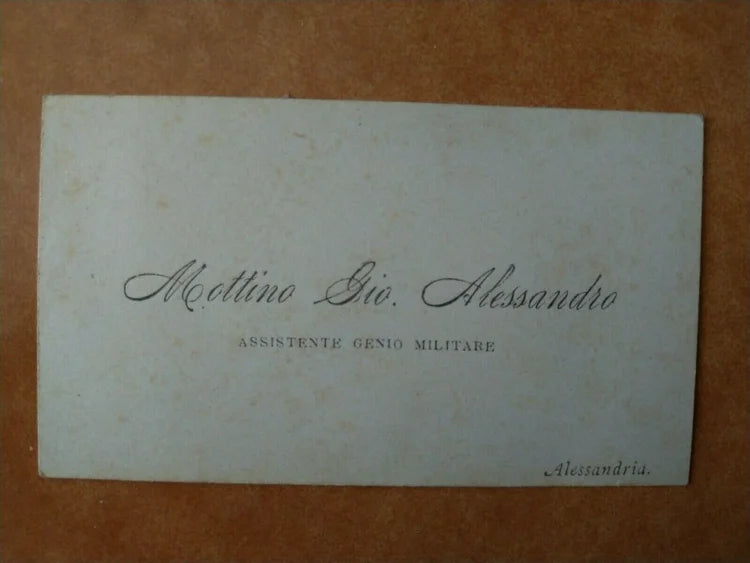 Mottino Gio. Alessandro
ASSISTENTE GENIO MILITARE
Alessandria.